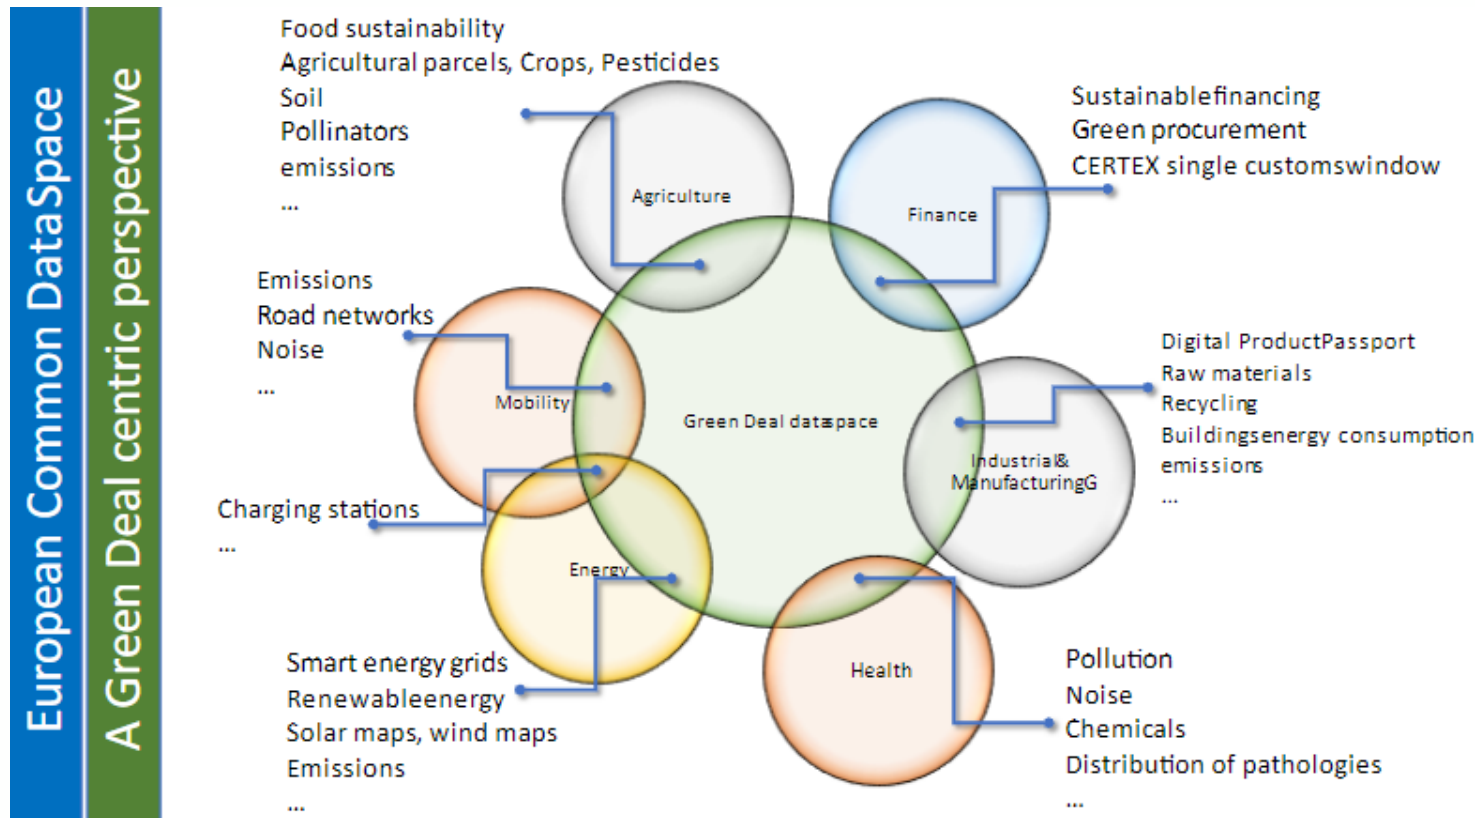 European Common DataSpace
A Green Deal centric perspective
Food sustainability
Agricultural parcels, Crops, Pesticides
Soil
Pollinators
emissions
...
Agriculture
Sustainablefinancing
Green procurement
CERTEX single customswindow
Finance
Emissions
Road networks
Noise
...
Mobility
Green Deal dataspace
Digital ProductPassport
Raw materials
Recycling
Buildingsenergy consumption
emissions
...
Industrial&
ManufacturingG
Charging stations
...
Energy
Smart energy grids
Renewableenergy
Solar maps, wind maps
Emissions
...
Health
Pollution
Noise
Chemicals
Distribution of pathologies
...